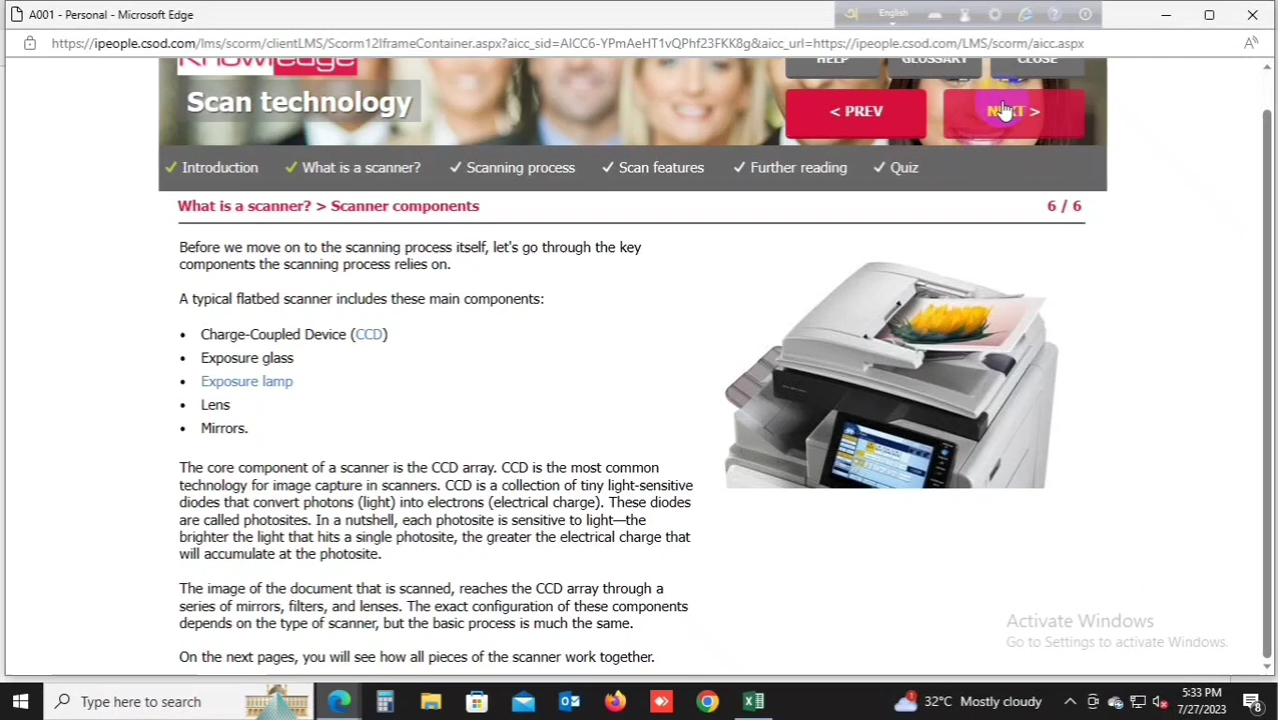 A001 - Personal - Microsoft Edge
English
https://ipeople.csod.com/lms/scorm/clientLMS/Scorm12IframeContainer.aspx?aicc_sid=AICC6-YPmAeHT1vQPhf23FKK8g&aicc_url=https://ipeople.csod.com/LMS/scorm/aicc.aspx
Knowledge
HELP
GLOSSARY
CLOSE
Scan technology
< PREV
NEXT >
Introduction
What is a scanner?
Scanning process
Scan features
Further reading
Quiz
What is a scanner? > Scanner components
6 / 6
Before we move on to the scanning process itself, let's go through the key
components the scanning process relies on.
A typical flatbed scanner includes these main components:
• Charge-Coupled Device (CCD)
• Exposure glass
• Exposure lamp
• Lens
• Mirrors.
The core component of a scanner is the CCD array. CCD is the most common
technology for image capture in scanners. CCD is a collection of tiny light-sensitive
diodes that convert photons (light) into electrons (electrical charge). These diodes
are called photosites. In a nutshell, each photosite is sensitive to light—the
brighter the light that hits a single photosite, the greater the electrical charge that
will accumulate at the photosite.
The image of the document that is scanned, reaches the CCD array through a
series of mirrors, filters, and lenses. The exact configuration of these components
depends on the type of scanner, but the basic process is much the same.
On the next pages, you will see how all pieces of the scanner work together.
Activate Windows
Go to Settings to activate Windows.
Type here to search
32°C Mostly cloudy
5:33 PM
7/27/2023
8